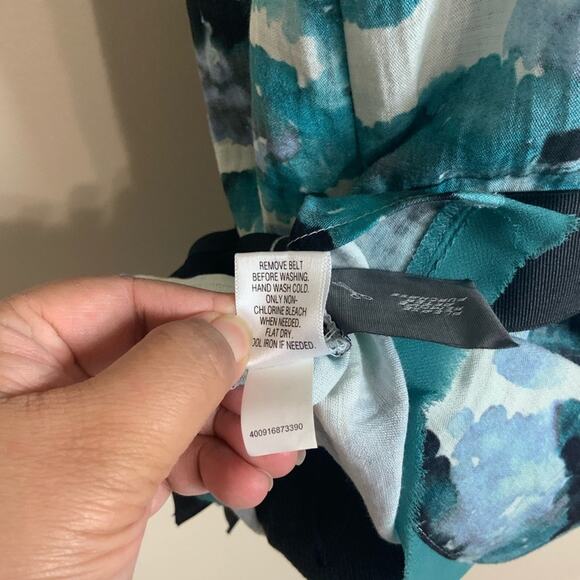 REMOVE BELT
BEFORE WASHING.
HAND WASH COLD.
ONLY NON-
CHLORINE BLEACH
WHEN NEEDED.
FLAT DRY.
OOL IRON IF NEEDED.
400916873390